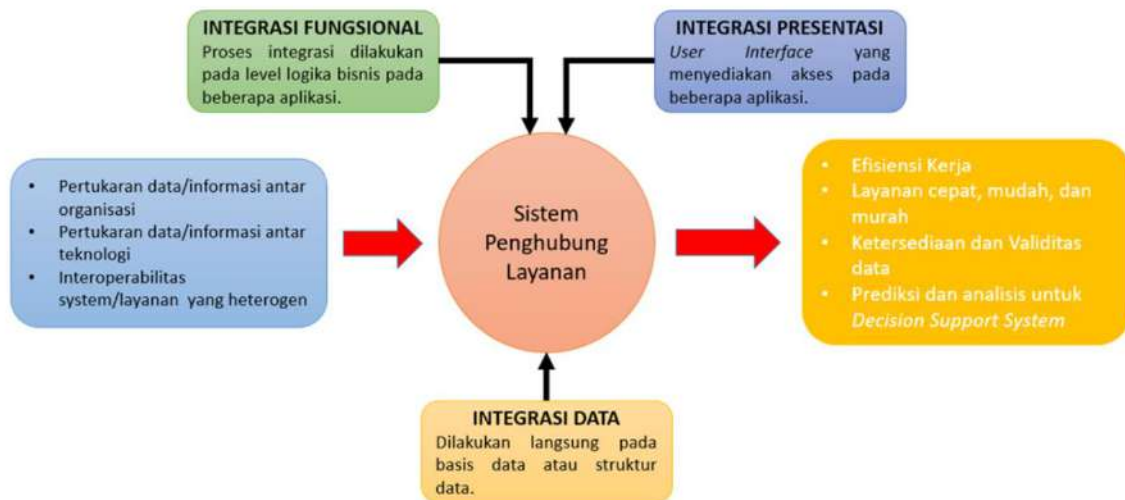 INTEGRASI FUNGSIONAL
Proses integrasi dilakukan
pada level logika bisnis pada
beberapa aplikasi.
INTEGRASI PRESENTASI
User Interface yang
menyediakan akses pada
beberapa aplikasi.
• Pertukaran data/informasi antar
organisasi
• Pertukaran data/informasi antar
teknologi
• Interoperabilitas
system/layanan yang heterogen
Sistem
Penghubung
Layanan
• Efisiensi Kerja
• Layanan cepat, mudah, dan
murah
• Ketersediaan dan Validitas
data
• Prediksi dan analisis untuk
Decision Support System
INTEGRASI DATA
Dilakukan langsung pada
basis data atau struktur
data.